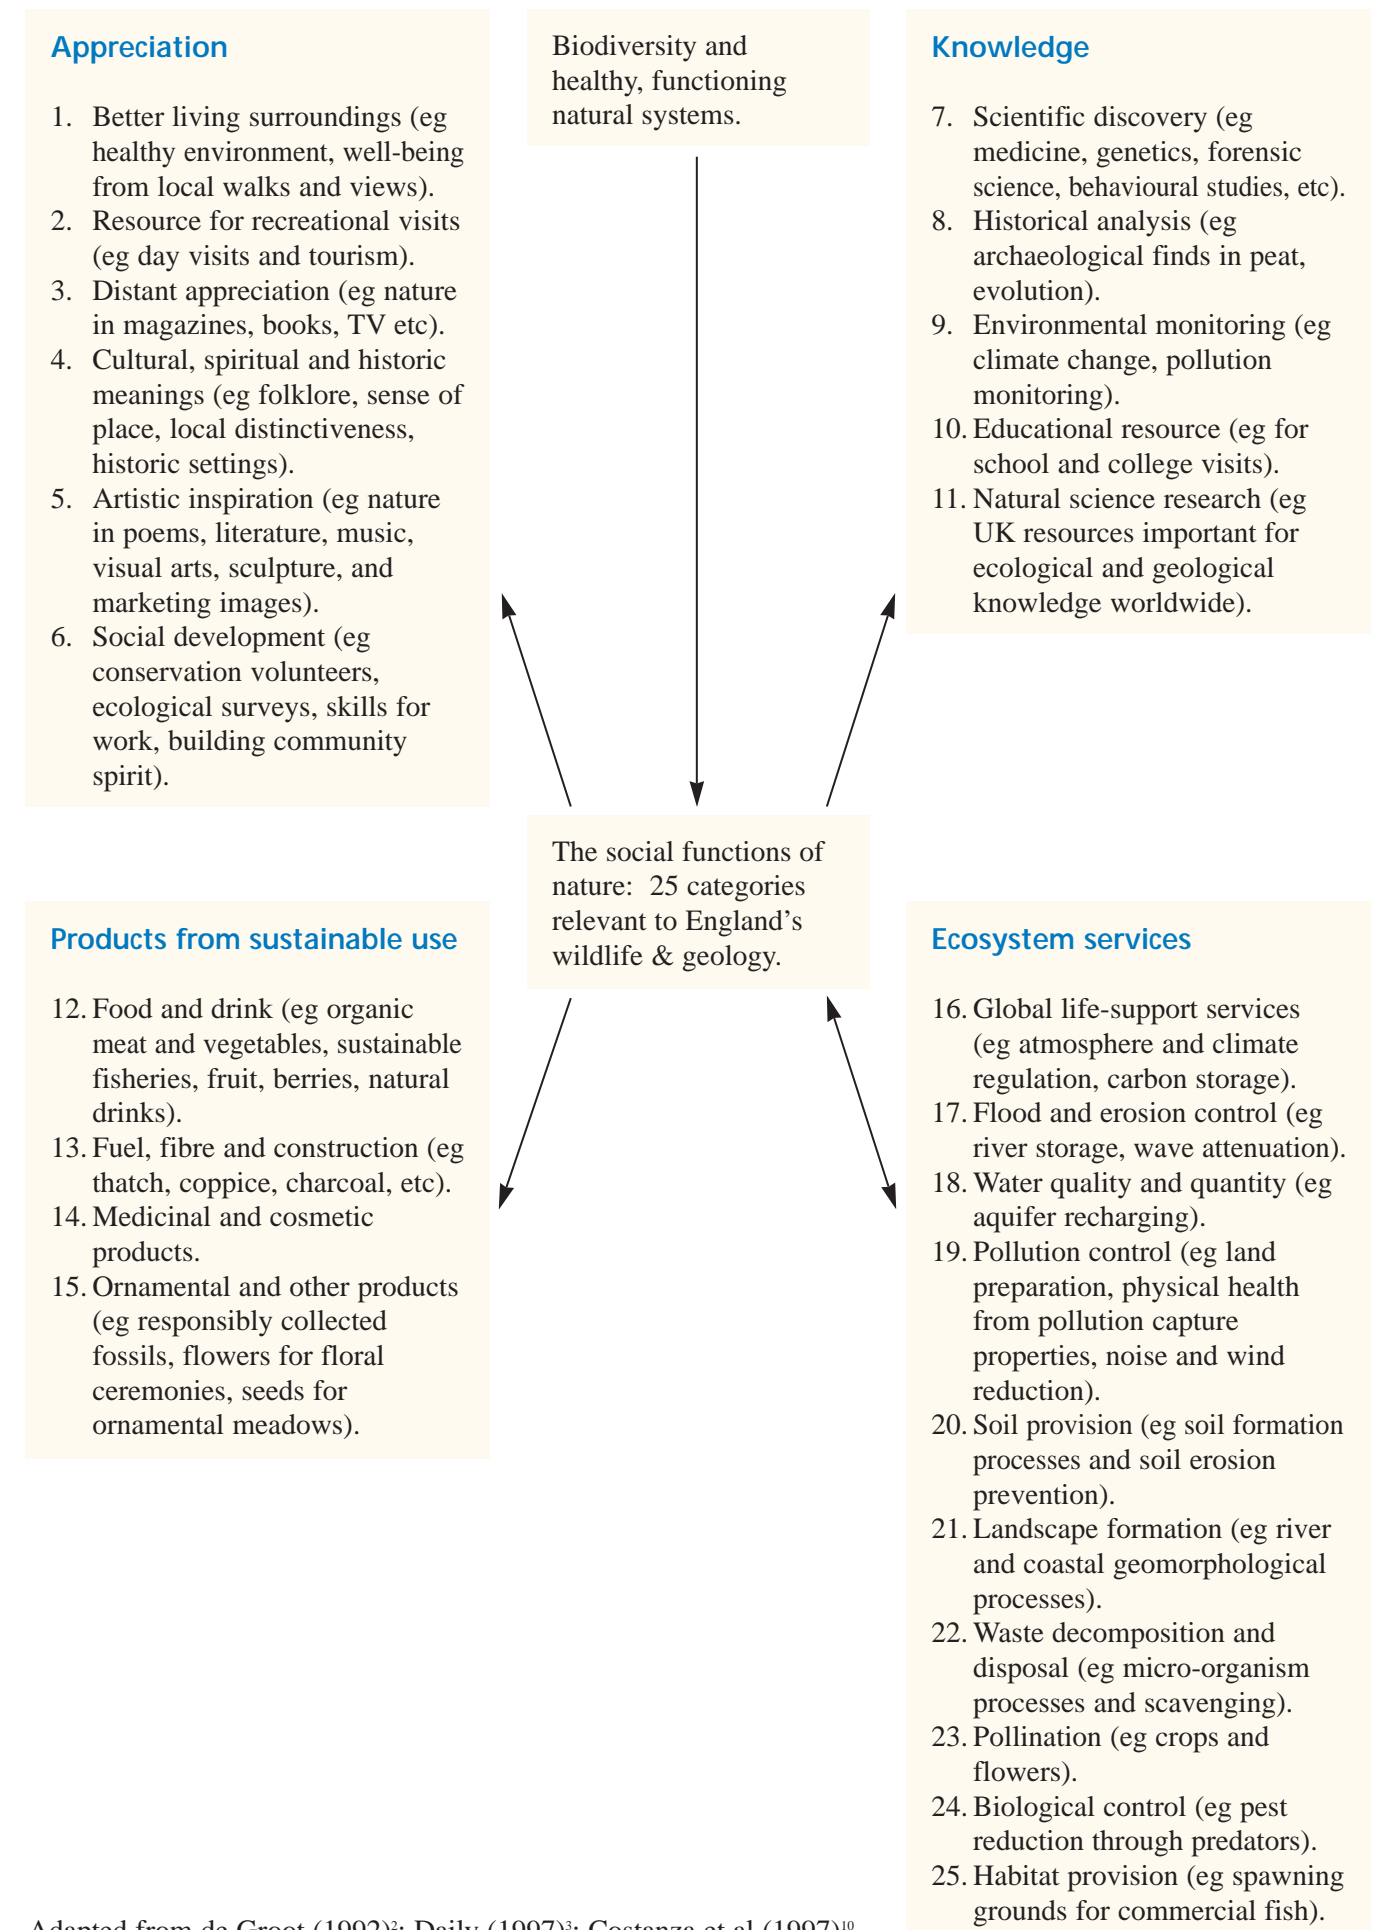 Appreciation
1. Better living surroundings (eg
healthy environment, well-being
from local walks and views).
2. Resource for recreational visits
(eg day visits and tourism).
3. Distant appreciation (eg nature
in magazines, books, TV etc).
4. Cultural, spiritual and historic
meanings (eg folklore, sense of
place, local distinctiveness,
historic settings).
5. Artistic inspiration (eg nature
in poems, literature, music,
visual arts, sculpture, and
marketing images).
6. Social development (eg
conservation volunteers,
ecological surveys, skills for
work, building community
spirit).
Biodiversity and
healthy, functioning
natural systems.
Knowledge
7. Scientific discovery (eg
medicine, genetics, forensic
science, behavioural studies, etc).
8. Historical analysis (eg
archaeological finds in peat,
evolution).
9. Environmental monitoring (eg
climate change, pollution
monitoring).
10. Educational resource (eg for
school and college visits).
11. Natural science research (eg
UK resources important for
ecological and geological
knowledge worldwide).
The social functions of
nature: 25 categories
relevant to England's
wildlife & geology.
Products from sustainable use
12. Food and drink (eg organic
meat and vegetables, sustainable
fisheries, fruit, berries, natural
drinks).
13. Fuel, fibre and construction (eg
thatch, coppice, charcoal, etc).
14. Medicinal and cosmetic
products.
15. Ornamental and other products
(eg responsibly collected
fossils, flowers for floral
ceremonies, seeds for
ornamental meadows).
Ecosystem services
16. Global life-support services
(eg atmosphere and climate
regulation, carbon storage).
17. Flood and erosion control (eg
river storage, wave attenuation).
18. Water quality and quantity (eg
aquifer recharging).
19. Pollution control (eg land
preparation, physical health
from pollution capture
properties, noise and wind
reduction).
20. Soil provision (eg soil formation
processes and soil erosion
prevention).
21. Landscape formation (eg river
and coastal geomorphological
processes).
22. Waste decomposition and
disposal (eg micro-organism
processes and scavenging).
23. Pollination (eg crops and
flowers).
24. Biological control (eg pest
reduction through predators).
25. Habitat provision (eg spawning
grounds for commercial fish).
Adapted from de Groot (1992)²; Daily (1997)³; Costanza et al (1997)¹⁰